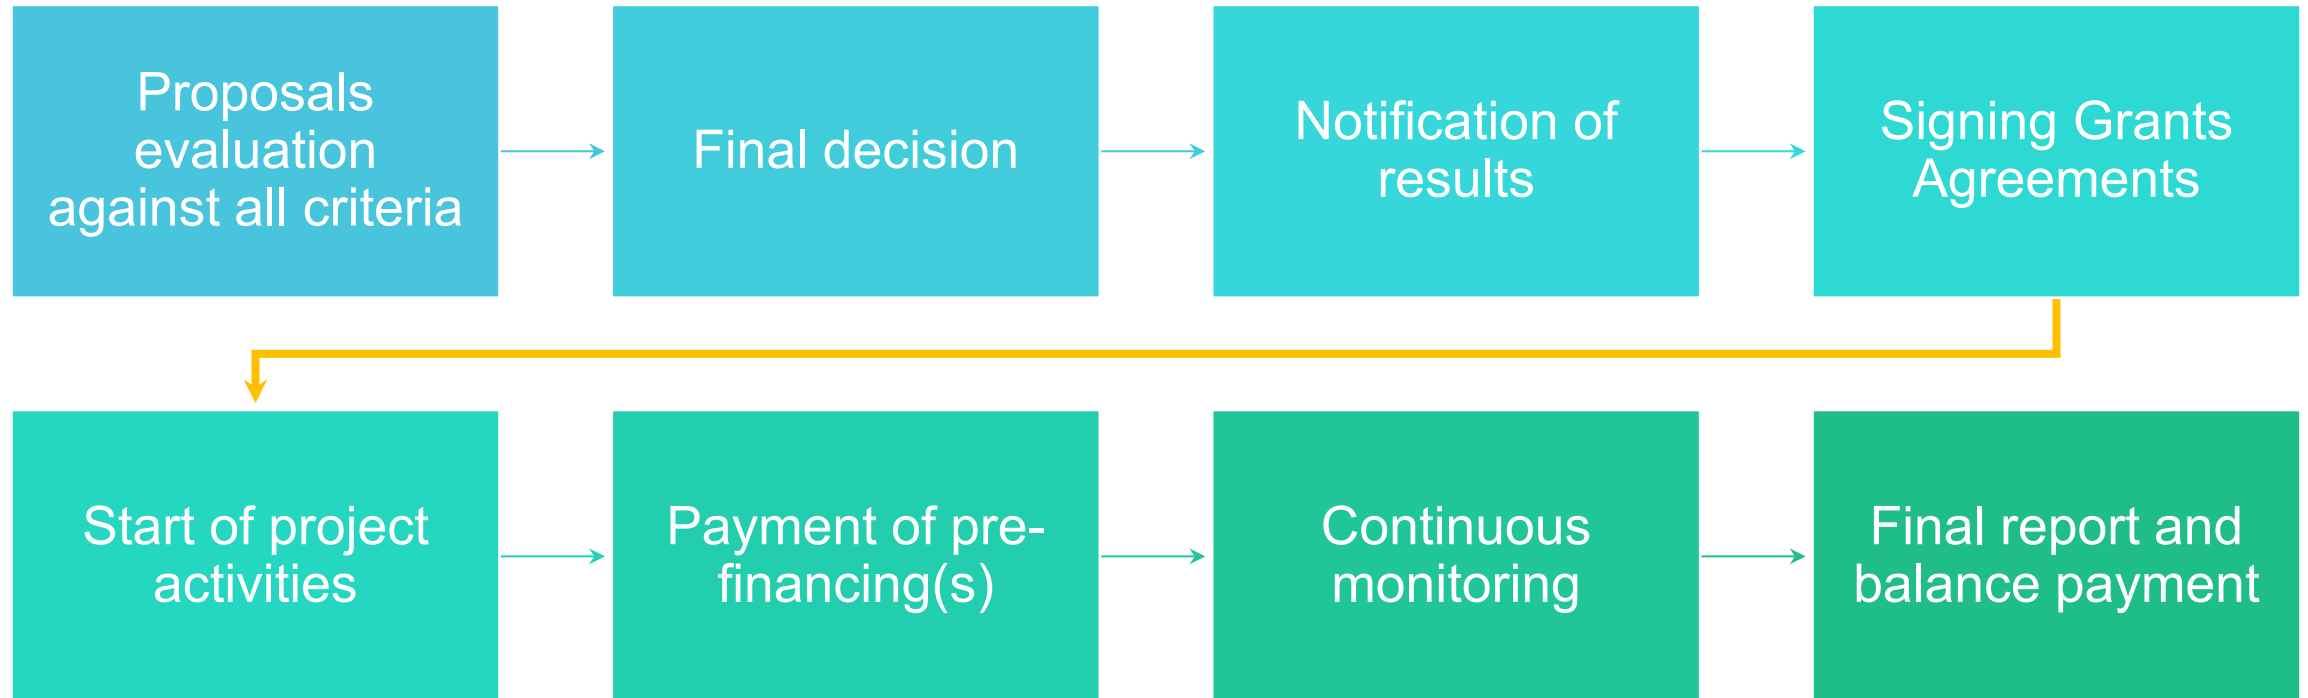 Proposals
evaluation
against all criteria
Final decision
Notification of
results
Signing Grants
Agreements
Start of project
activities
Payment of pre-
financing(s)
Continuous
monitoring
Final report and
balance payment